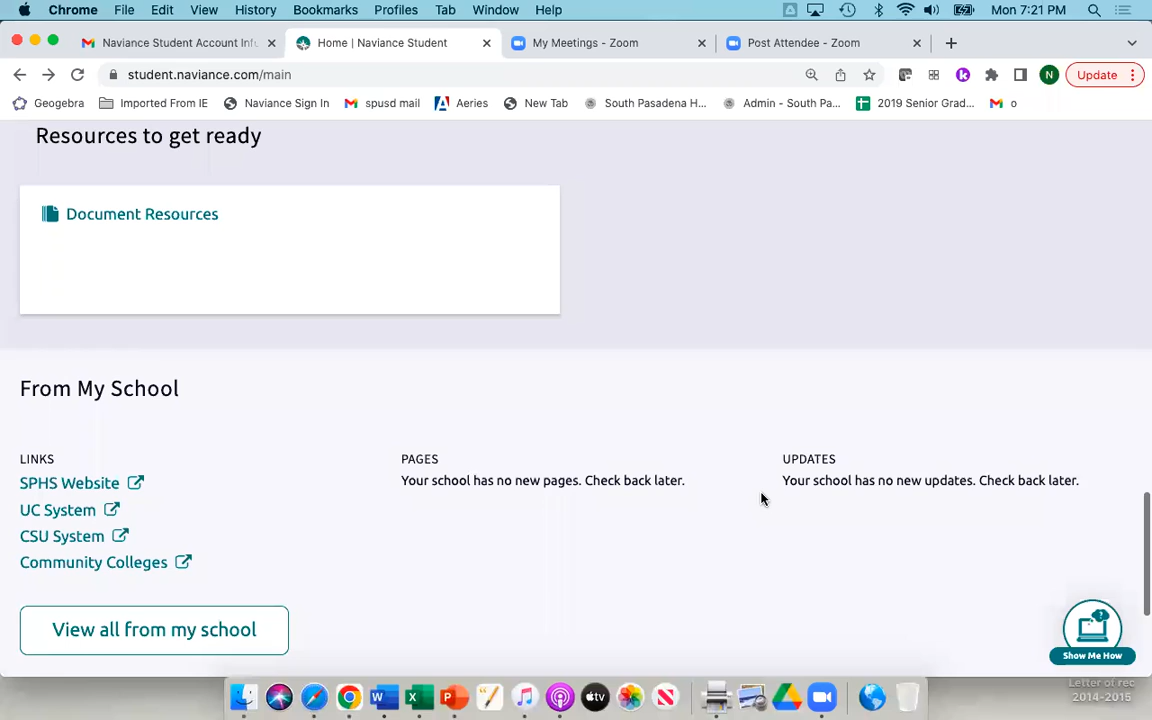 Chrome File Edit View History Bookmarks Profiles Tab Window Help Mon 7:21 PM
Naviance Student Account Inf Home | Naviance Student My Meetings - Zoom Post Attendee - Zoom
student.naviance.com/main N Update
Geogebra Imported From IE Naviance Sign In spusd mail Aeries New Tab South Pasadena H... Admin - South Pa... 2019 Senior Grad... o
Resources to get ready
Document Resources
From My School
LINKS
SPHS Website
UC System
CSU System
Community Colleges
View all from my school
PAGES
Your school has no new pages. Check back later.
UPDATES
Your school has no new updates. Check back later.
Show Me How
Letter of rec
2014-2015